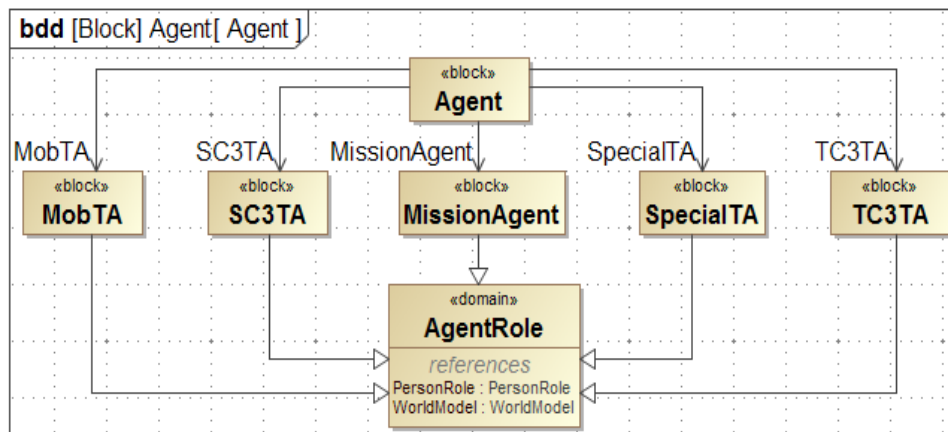 bdd [Block] Agent[ Agent ]
«block»
Agent
MobTA
SC3TA
MissionAgent
SpecialTA
TC3TA
«block»
MobTA
«block»
SC3TA
«block»
MissionAgent
«block»
SpecialTA
«block»
TC3TA
«domain»
AgentRole
references
PersonRole : PersonRole
WorldModel : WorldModel